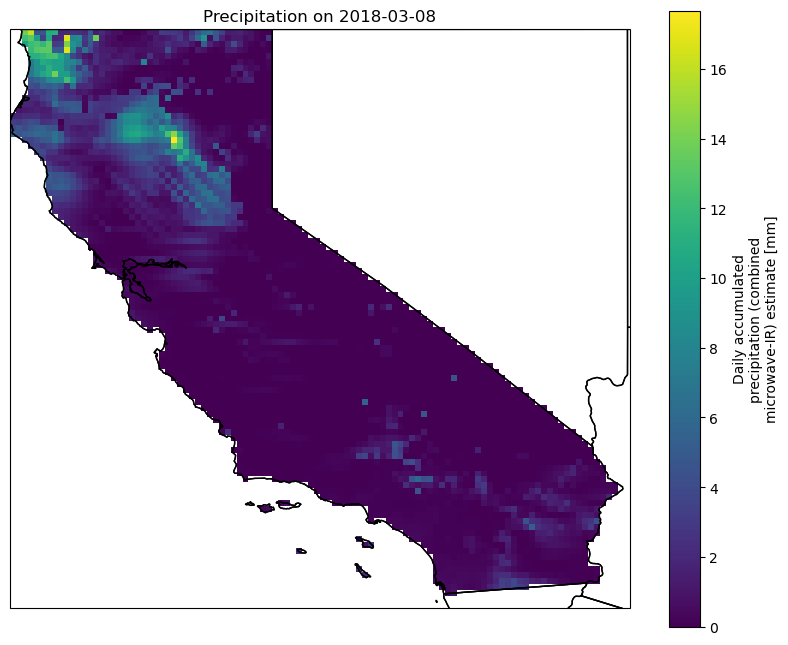 Precipitation on 2018-03-08
16
14
12
10
8
6
4
2
0
Daily accumulated
precipitation (combined
microwave-IR) estimate [mm]